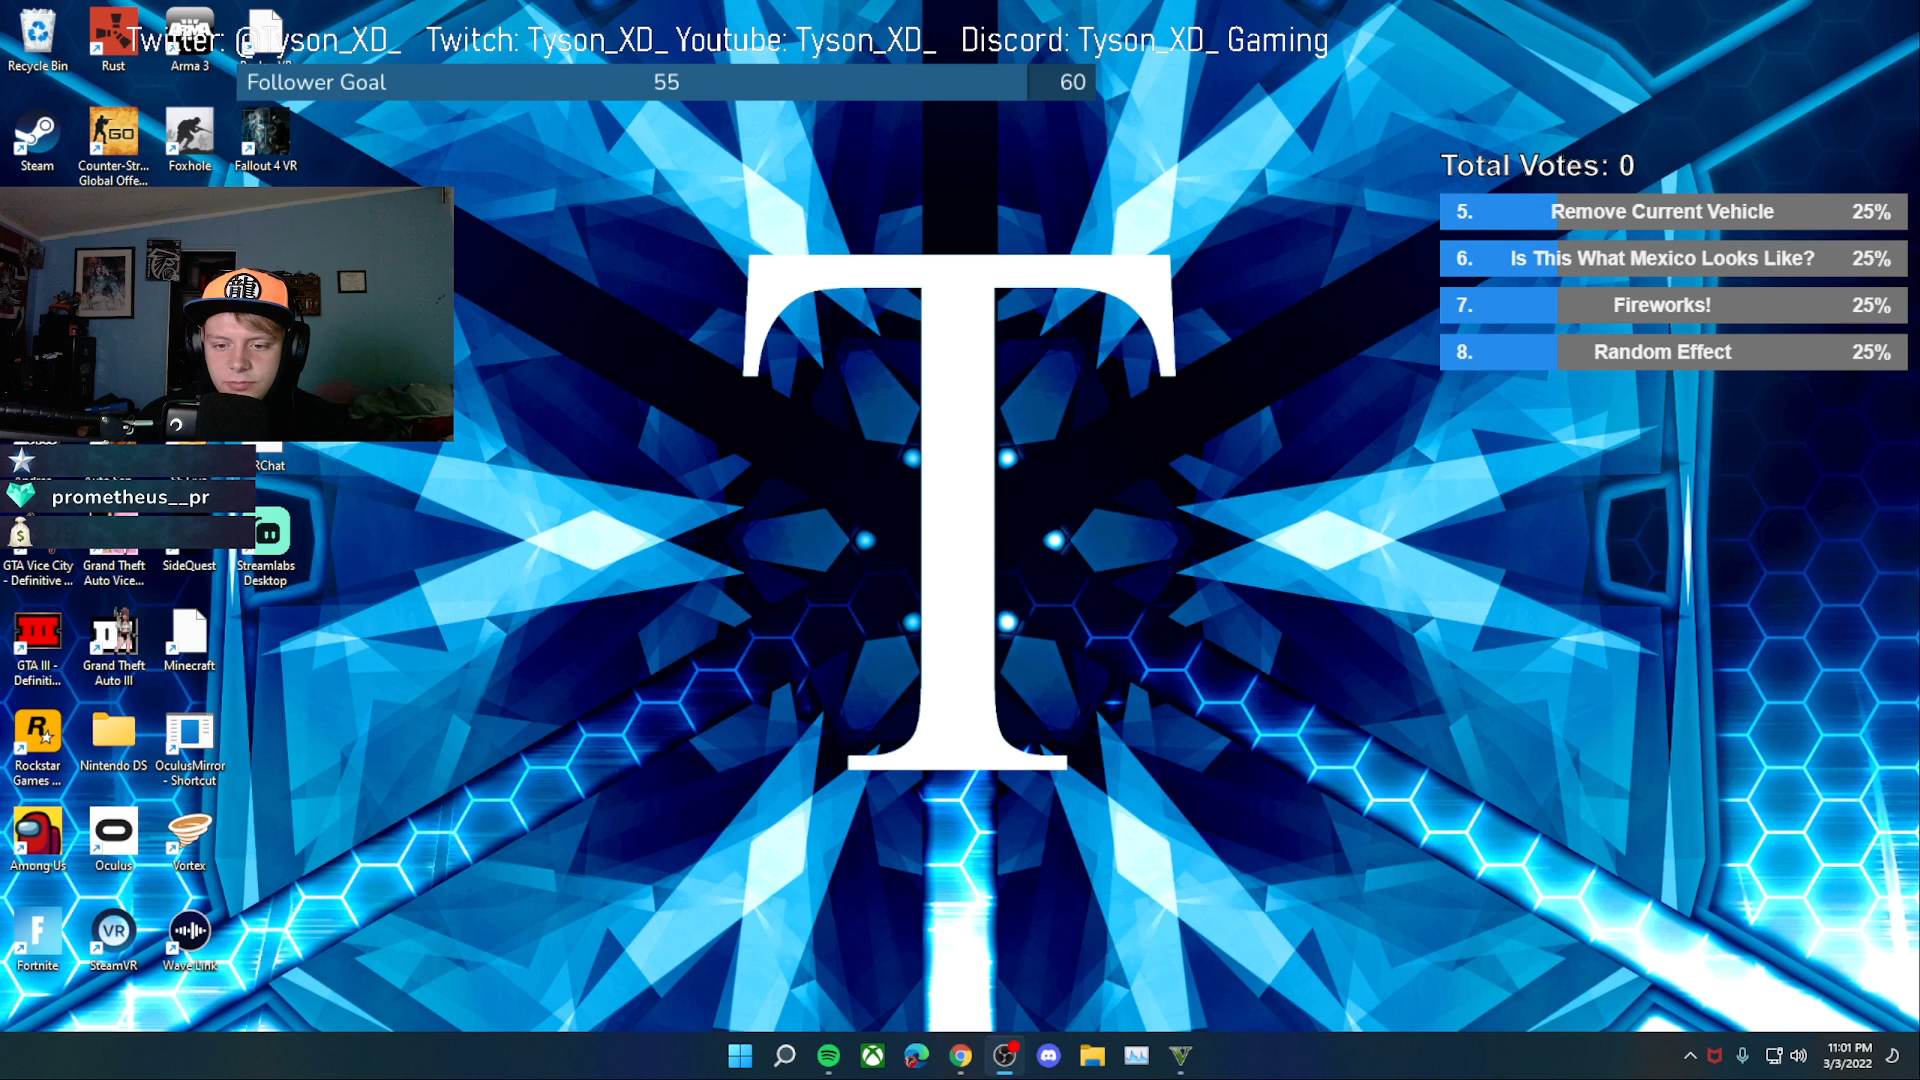 Twitter: @Tyson_XD_ Twitch: Tyson_XD_ Youtube: Tyson_XD_ Discord: Tyson_XD_ Gaming
Follower Goal 55 60
Recycle Bin
Rust
Arma 3
Steam
Counter-Str... Global Offe...
GO
Foxhole
Fallout 4 VR
Total Votes: 0
5. Remove Current Vehicle 25%
6. Is This What Mexico Looks Like? 25%
7. Fireworks! 25%
8. Random Effect 25%
龍
prometheus__pr
GTA Vice City - Definitive ...
Grand Theft Auto Vice...
SideQuest
Streamlabs Desktop
T
GTA III - Definiti...
Grand Theft Auto III
Minecraft
Rockstar Games ...
Nintendo DS
OculusMirror - Shortcut
Among Us
Oculus
Vortex
Fortnite
VR
SteamVR
Wave Link
11:01 PM
3/3/2022